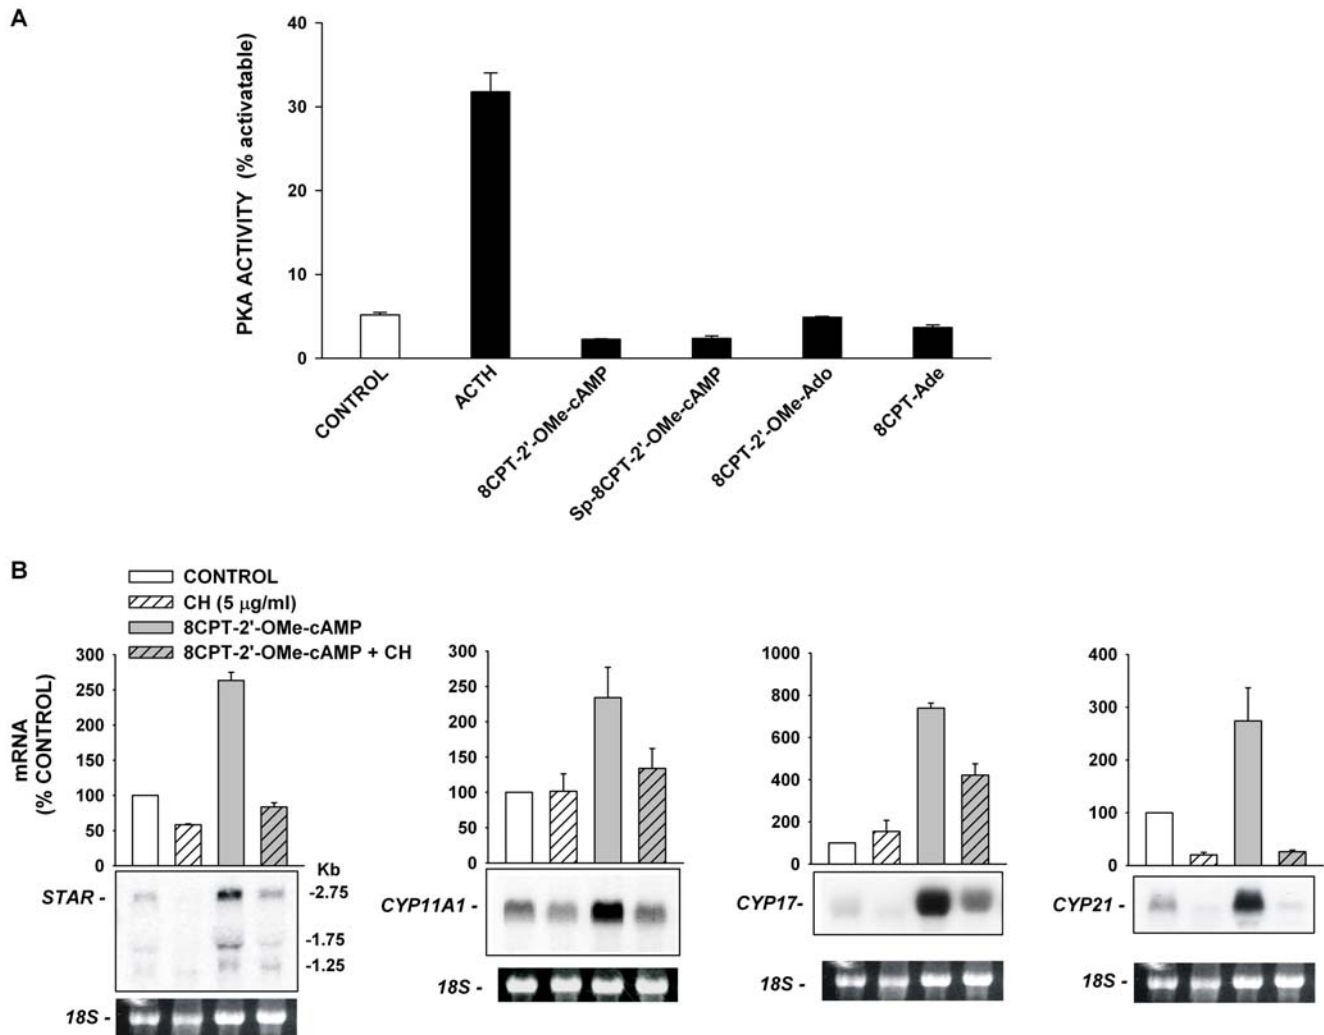 A
PKA ACTIVITY (% activatable)
40
30
20
10
0
CONTROL
ACTH
8CPT-2'-OMe-cAMP
Sp-8CPT-2'-OMe-cAMP
8CPT-2'-OMe-Ado
8CPT-Ade
B
CONTROL
CH (5 μg/ml)
8CPT-2'-OMe-cAMP
8CPT-2'-OMe-cAMP + CH
mRNA
(% CONTROL)
300
250
200
150
100
50
0
300
250
200
150
100
50
0
1000
800
600
400
200
0
400
300
200
100
0
Kb
STAR -
-2.75
-1.75
-1.25
18S -
CYP11A1 -
18S -
CYP17-
18S -
CYP21 -
18S -